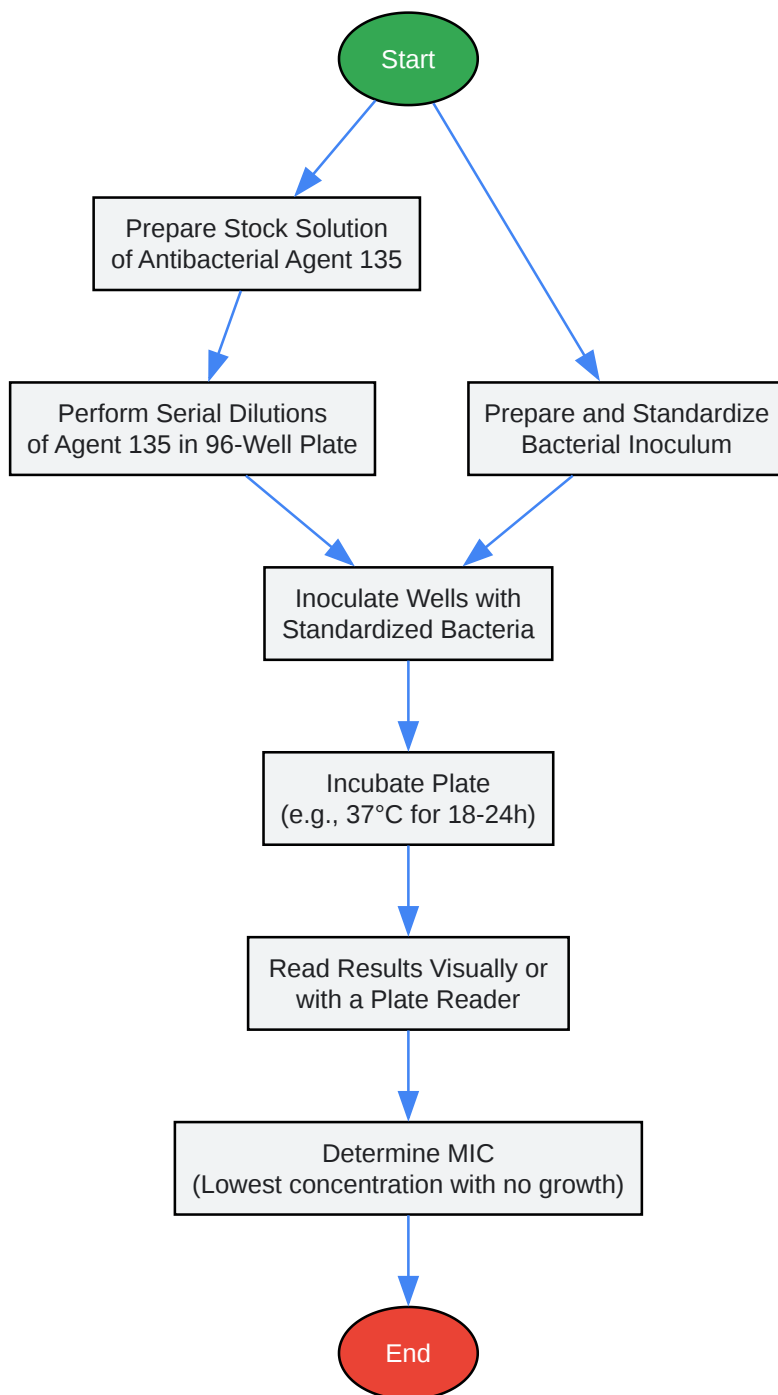 Start
Prepare Stock Solution
of Antibacterial Agent 135
Perform Serial Dilutions
of Agent 135 in 96-Well Plate
Prepare and Standardize
Bacterial Inoculum
Inoculate Wells with
Standardized Bacteria
Incubate Plate
(e.g., 37°C for 18-24h)
Read Results Visually or
with a Plate Reader
Determine MIC
(Lowest concentration with no growth)
End